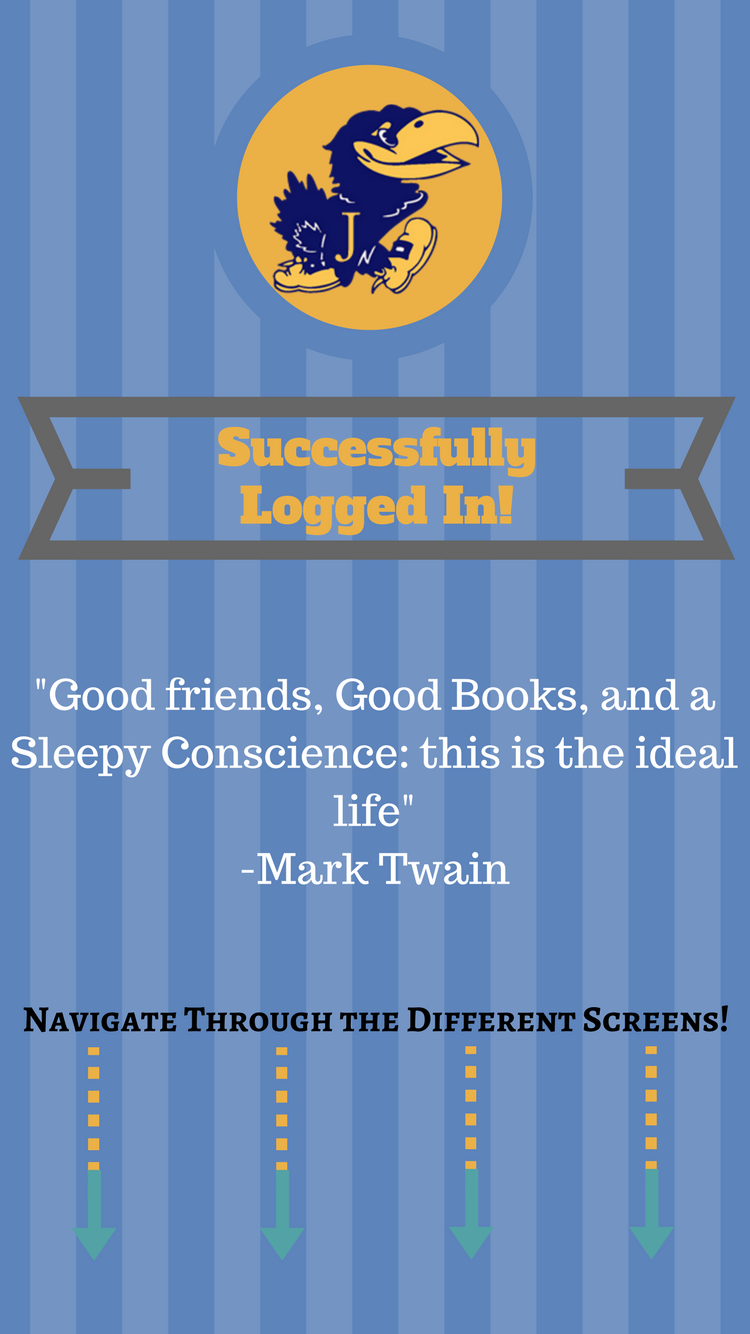 J
N
Successfully
Logged In!
"Good friends, Good Books, and a
Sleepy Conscience: this is the ideal
life"
-Mark Twain
Navigate Through the Different Screens!